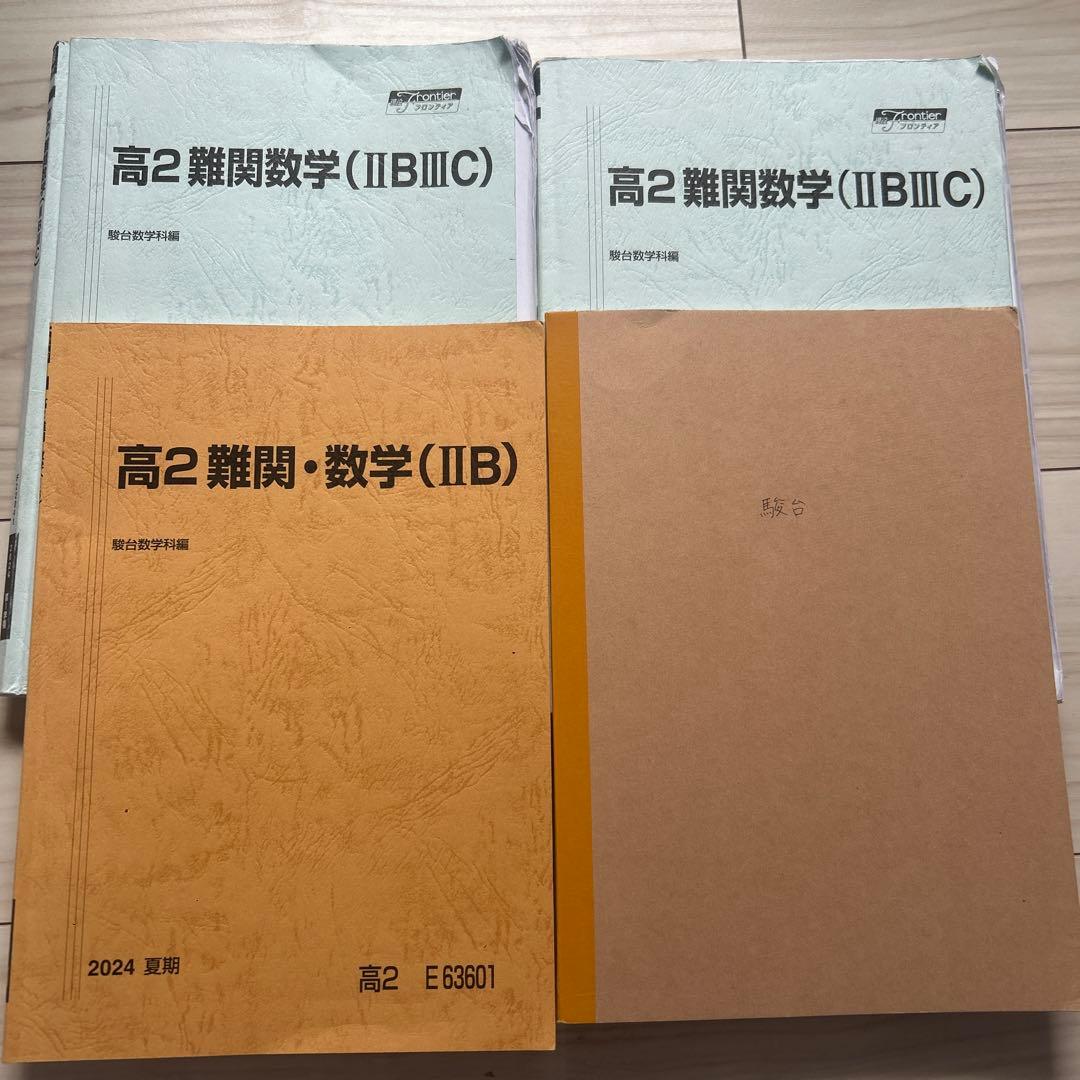 Frontier
フロンティア
高2 難関数学(ⅡBⅢC)
駿台数学科編
Frontier
フロンティア
高2 難関数学(ⅡBⅢC)
駿台数学科編
高2 難関・数学(ⅡB)
駿台数学科編
2024 夏期
高2 E63601
駿台